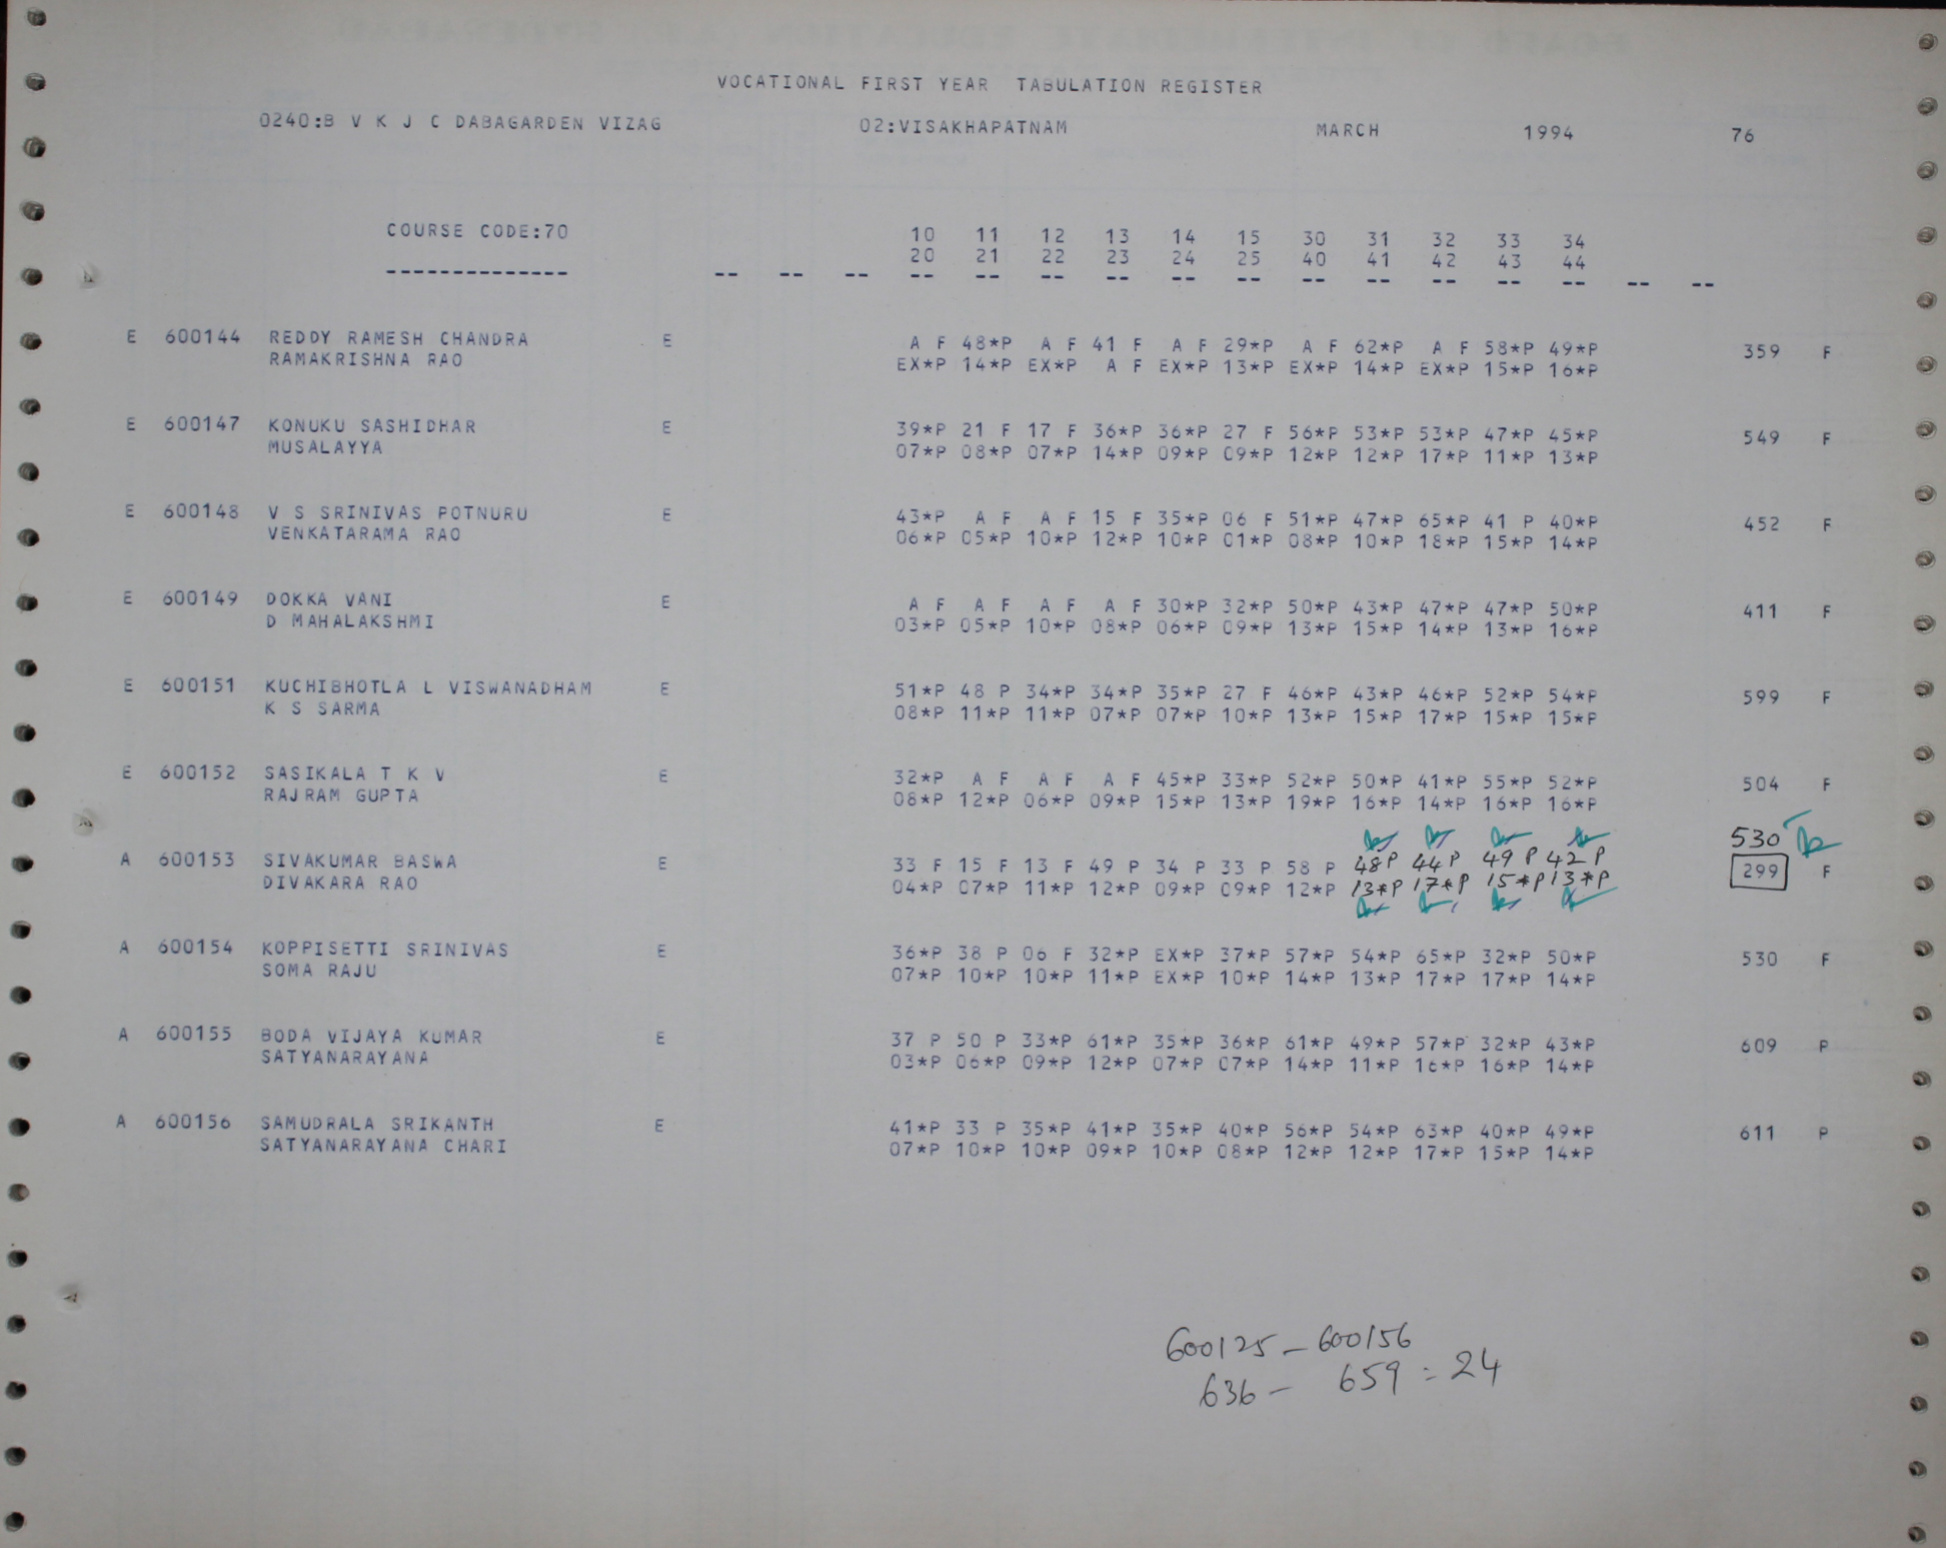 VOCATIONAL FIRST YEAR TABULATION REGISTER
0240:B V K J C DABAGARDEN VIZAG 02:VISAKHAPATNAM MARCH 1994 76
COURSE CODE:70 10 11 12 13 14 15 30 31 32 33 34
20 21 22 23 24 25 40 41 42 43 44
-------------- -- -- -- -- -- -- -- -- -- -- -- -- -- -- -- --
E 600144 REDDY RAMESH CHANDRA E A F 48*P A F 41 F A F 29*P A F 62*P A F 58*P 49*P 359 F
RAMAKRISHNA RAO EX*P 14*P EX*P A F EX*P 13*P EX*P 14*P EX*P 15*P 16*P
E 600147 KONUKU SASHIDHAR E 39*P 21 F 17 F 36*P 36*P 27 F 56*P 53*P 53*P 47*P 45*P 549 F
MUSALAYYA 07*P 08*P 07*P 14*P 09*P 09*P 12*P 12*P 17*P 11*P 13*P
E 600148 V S SRINIVAS POTNURU E 43*P A F A F 15 F 35*P 06 F 51*P 47*P 65*P 41 P 40*P 452 F
VENKATARAMA RAO 06*P 05*P 10*P 12*P 10*P 01*P 08*P 10*P 18*P 15*P 14*P
E 600149 DOKKA VANI E A F A F A F A F 30*P 32*P 50*P 43*P 47*P 47*P 50*P 411 F
D MAHALAKSHMI 03*P 05*P 10*P 08*P 06*P 09*P 13*P 15*P 14*P 13*P 16*P
E 600151 KUCHIBHOTLA L VISWANADHAM E 51*P 48 P 34*P 34*P 35*P 27 F 46*P 43*P 46*P 52*P 54*P 599 F
K S SARMA 08*P 11*P 11*P 07*P 07*P 10*P 13*P 15*P 17*P 15*P 15*P
E 600152 SASIKALA T K V E 32*P A F A F A F 45*P 33*P 52*P 50*P 41*P 55*P 52*P 504 F
RAJRAM GUPTA 08*P 12*P 06*P 09*P 15*P 13*P 19*P 16*P 14*P 16*P 16*P
530
A 600153 SIVAKUMAR BASWA E 33 F 15 F 13 F 49 P 34 P 33 P 58 P 48 P 44 P 49 P 42 P 299 F
DIVAKARA RAO 04*P 07*P 11*P 12*P 09*P 09*P 12*P 13*P 17*P 15*P 13*P
A 600154 KOPPISETTI SRINIVAS E 36*P 38 P 06 F 32*P EX*P 37*P 57*P 54*P 65*P 32*P 50*P 530 F
SOMA RAJU 07*P 10*P 10*P 11*P EX*P 10*P 14*P 13*P 17*P 17*P 14*P
A 600155 BODA VIJAYA KUMAR E 37 P 50 P 33*P 61*P 35*P 36*P 61*P 49*P 57*P 32*P 43*P 609 P
SATYANARAYANA 03*P 06*P 09*P 12*P 07*P 07*P 14*P 11*P 16*P 16*P 14*P
A 600156 SAMUDRALA SRIKANTH E 41*P 33 P 35*P 41*P 35*P 40*P 56*P 54*P 63*P 40*P 49*P 611 P
SATYANARAYANA CHARI 07*P 10*P 10*P 09*P 10*P 08*P 12*P 12*P 17*P 15*P 14*P
600125 - 600156
636 - 659 = 24